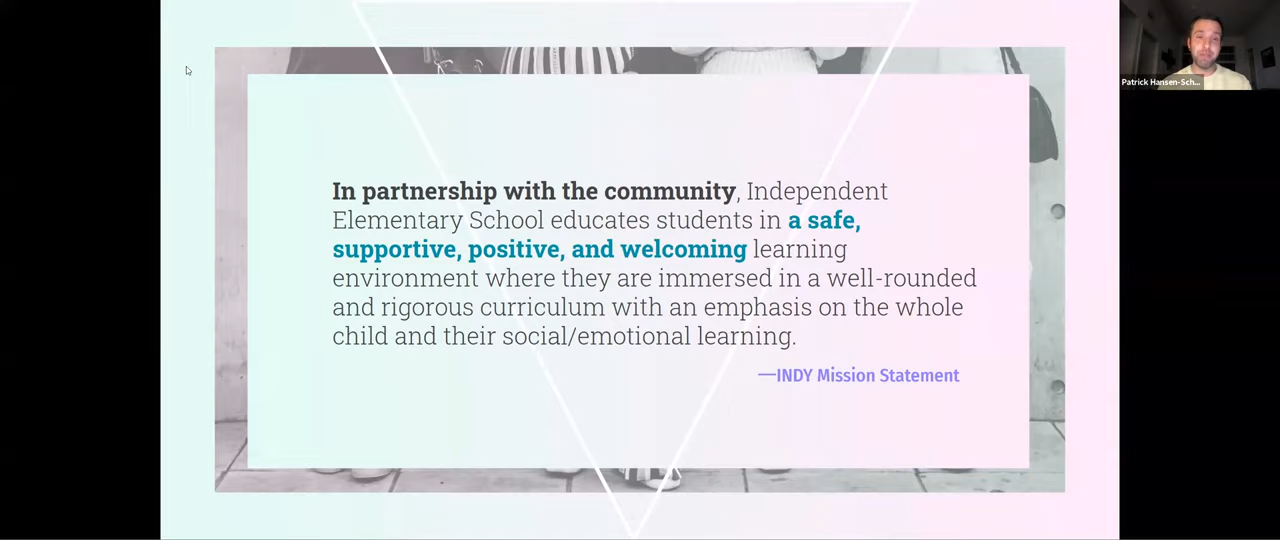 In partnership with the community, Independent
Elementary School educates students in a safe,
supportive, positive, and welcoming learning
environment where they are immersed in a well-rounded
and rigorous curriculum with an emphasis on the whole
child and their social/emotional learning.
—INDY Mission Statement
Patrick Hansen-Sch...